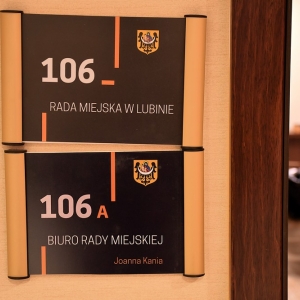 106
RADA MIEJSKA W LUBINIE
106 A
BIURO RADY MIEJSKIEJ
Joanna Kania